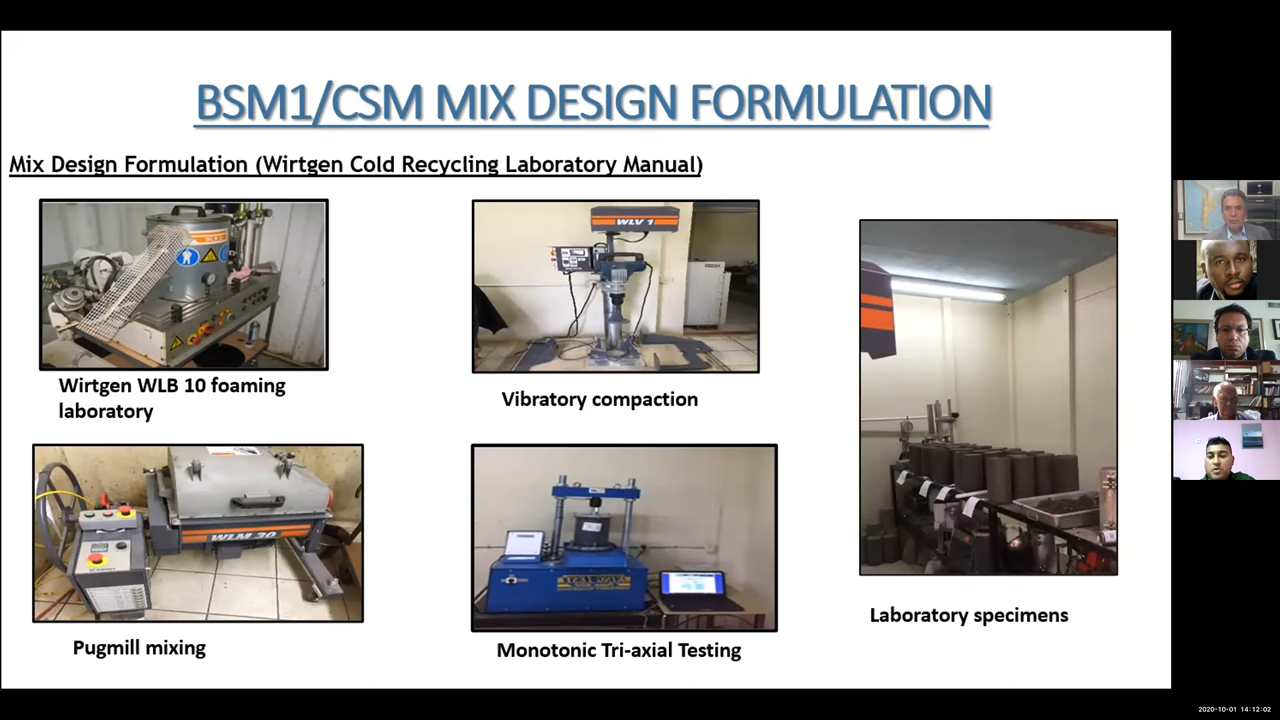 BSM1/CSM MIX DESIGN FORMULATION
Mix Design Formulation (Wirtgen Cold Recycling Laboratory Manual)
WLV 1
Wirtgen WLB 10 foaming
laboratory
Vibratory compaction
WLM 30
Pugmill mixing
KING TEST
Monotonic Tri-axial Testing
Laboratory specimens
2020-10-01 14:12:02